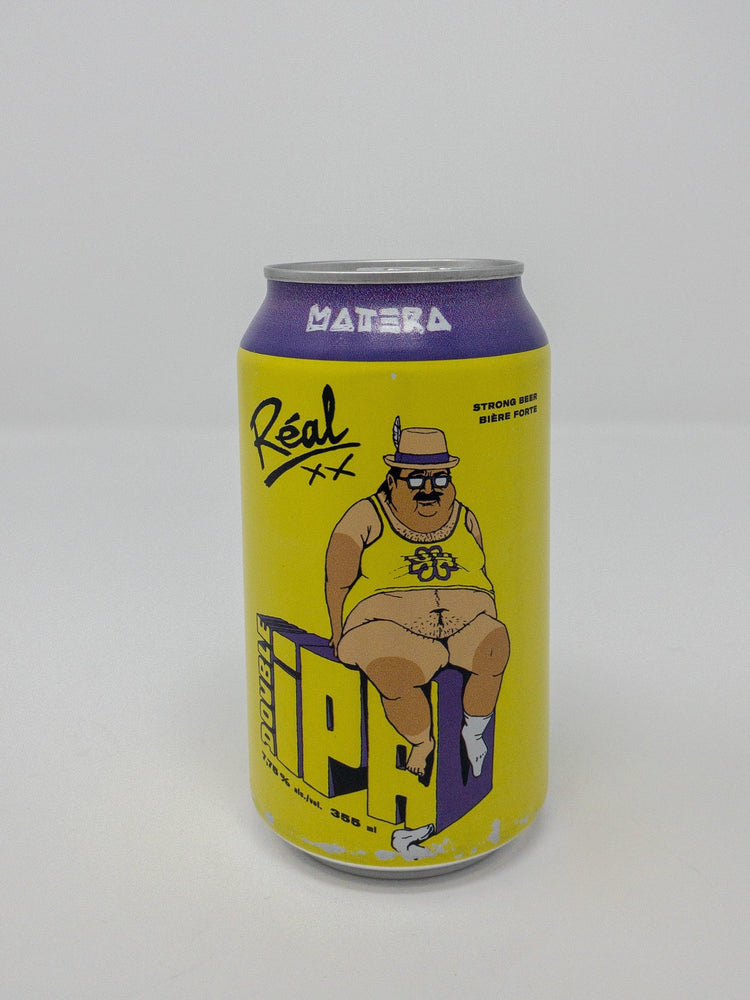 MATERA
Réal
XX
STRONG BEER
BIÈRE FORTE
DOUBLE
iPA
7,75 % alc./vol. 355 ml